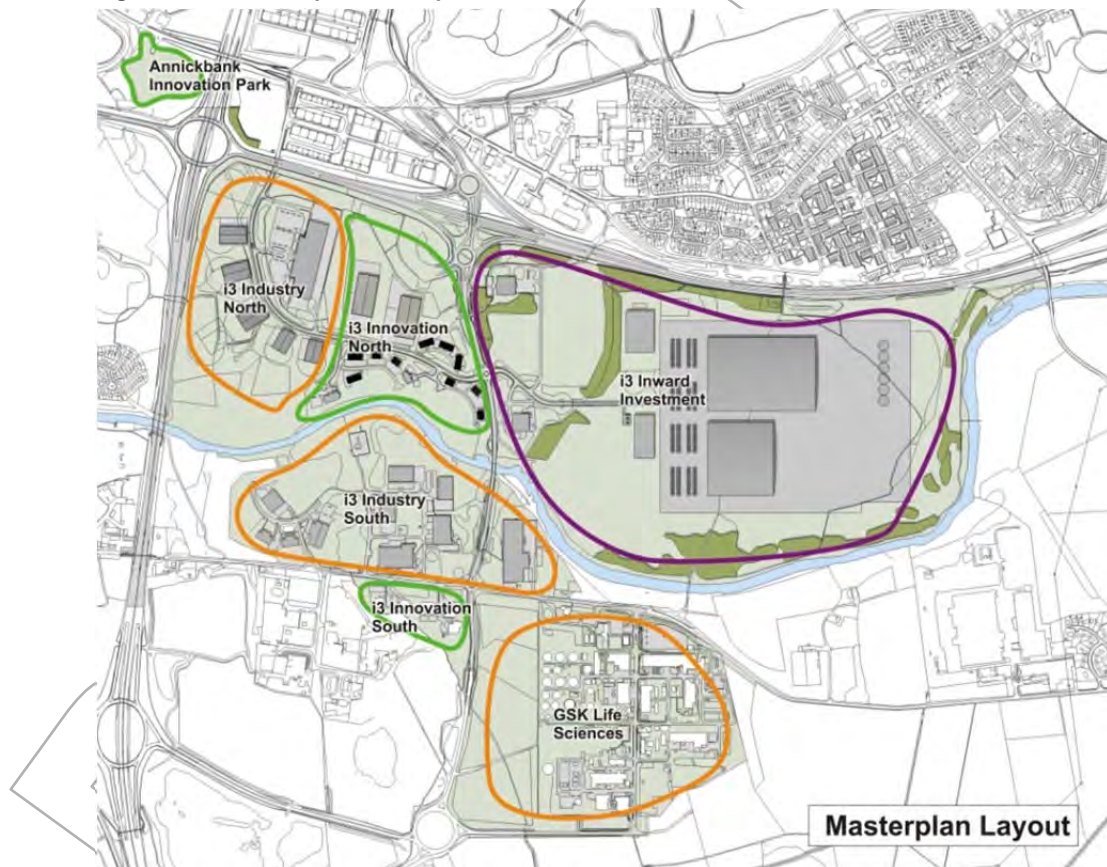 Annickbank
Innovation Park
i3 Industry
North
i3 Innovation
North
i3 Inward
Investment
i3 Industry
South
i3 Innovation
South
GSK Life
Sciences
Masterplan Layout